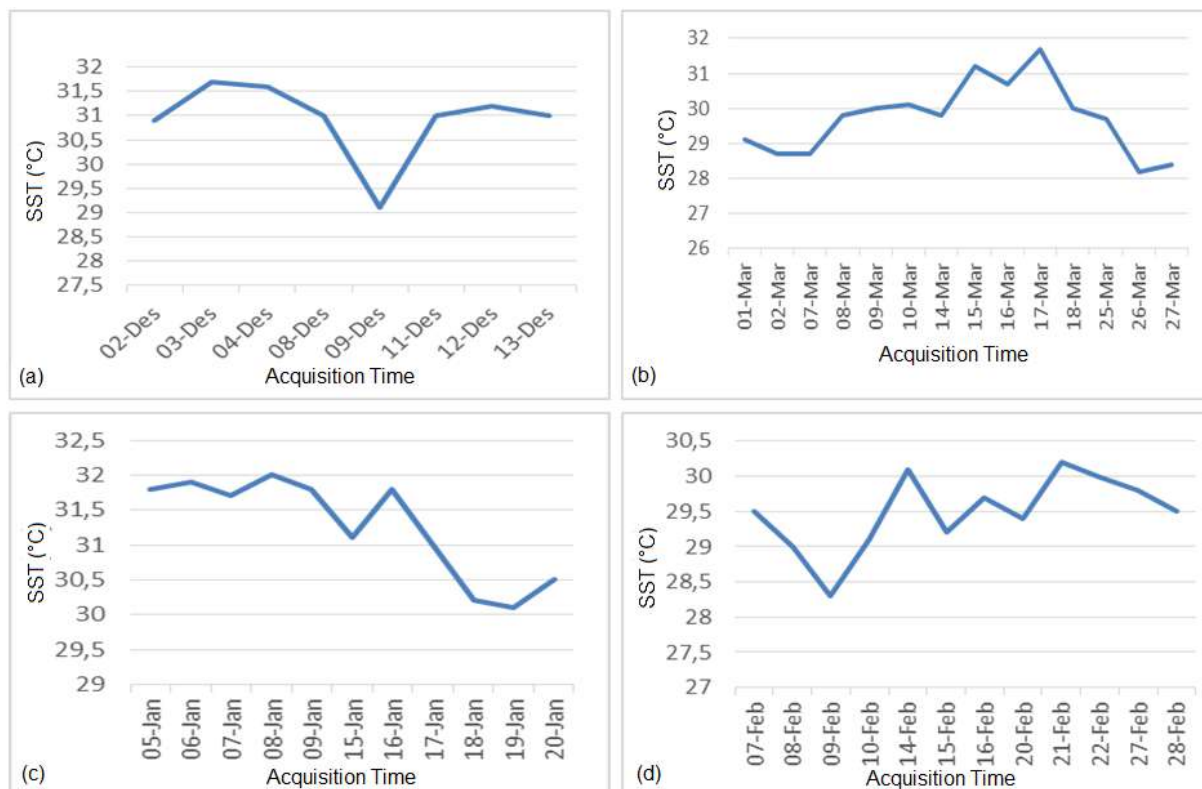 SST (°C)
32
31,5
31
30,5
30
29,5
29
28,5
28
27,5
02-Des 03-Des 04-Des 08-Des 09-Des 11-Des 12-Des 13-Des
Acquisition Time
(a)
SST (°C)
32
31
30
29
28
27
26
01-Mar 02-Mar 07-Mar 08-Mar 09-Mar 10-Mar 14-Mar 15-Mar 16-Mar 17-Mar 18-Mar 25-Mar 26-Mar 27-Mar
Acquisition Time
(b)
SST (°C)
32,5
32
31,5
31
30,5
30
29,5
29
05-Jan 06-Jan 07-Jan 08-Jan 09-Jan 15-Jan 16-Jan 17-Jan 18-Jan 19-Jan 20-Jan
Acquisition Time
(c)
SST (°C)
30,5
30
29,5
29
28,5
28
27,5
27
07-Feb 08-Feb 09-Feb 10-Feb 14-Feb 15-Feb 16-Feb 20-Feb 21-Feb 22-Feb 27-Feb 28-Feb
Acquisition Time
(d)